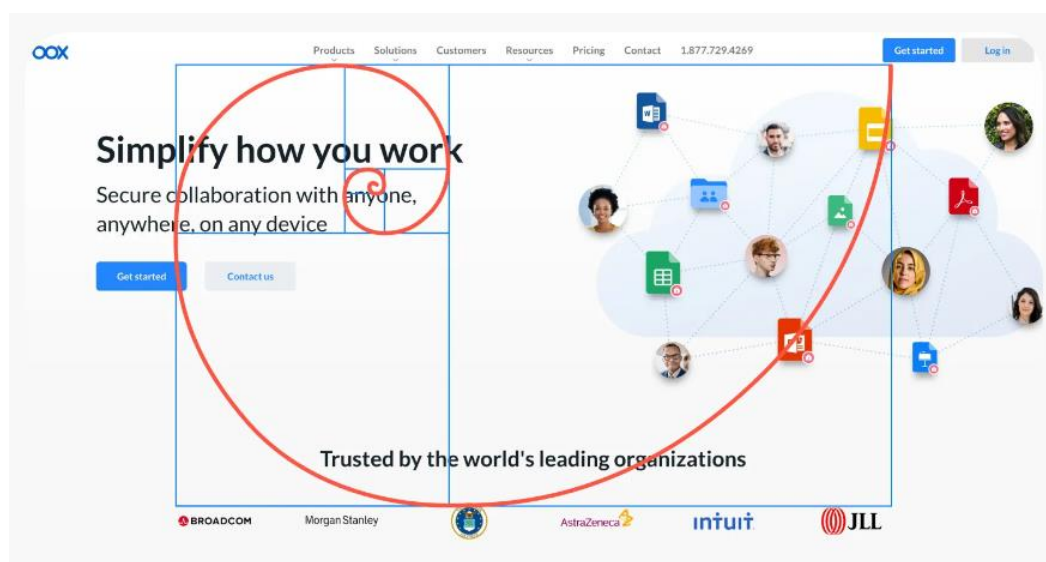 oox
Products Solutions Customers Resources Pricing Contact 1.877.729.4269
Get started Log in
Simplify how you work
Secure collaboration with anyone,
anywhere, on any device
Get started Contact us
W
Trusted by the world's leading organizations
BROADCOM Morgan Stanley AstraZeneca intuit JLL